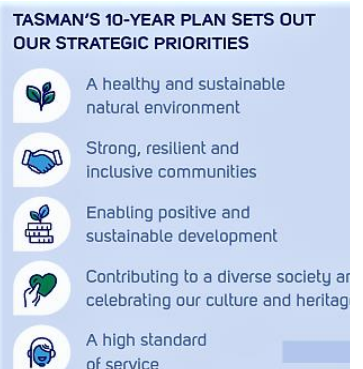 TASMAN'S 10-YEAR PLAN SETS OUT
OUR STRATEGIC PRIORITIES
A healthy and sustainable
natural environment
Strong, resilient and
inclusive communities
Enabling positive and
sustainable development
Contributing to a diverse society
celebrating our culture and
A high standard
of service